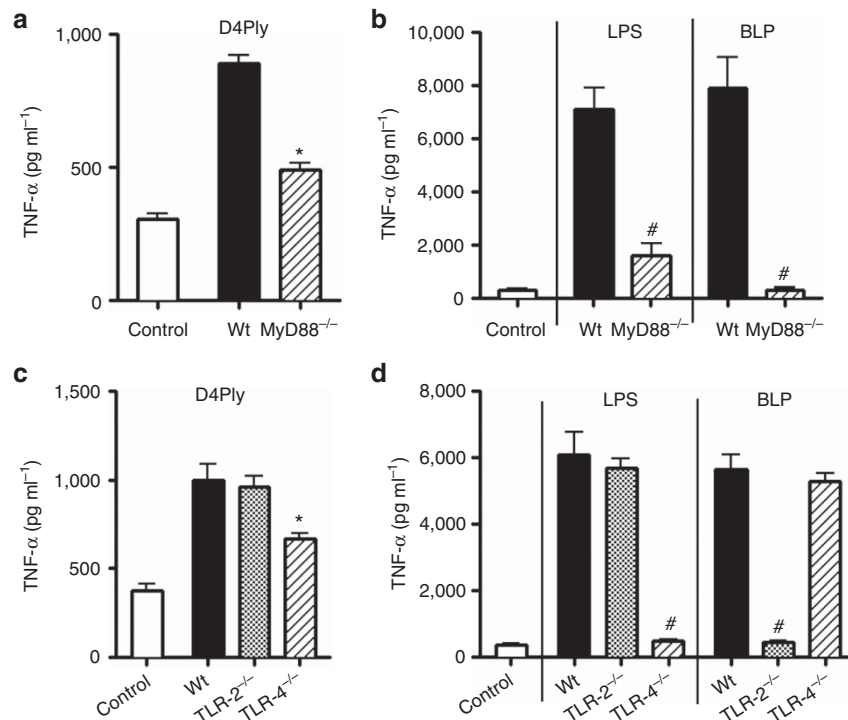 a
D4Ply
TNF-α (pg ml⁻¹)
1,000
500
0
Control
Wt
MyD88⁻/⁻
*
b
LPS
BLP
TNF-α (pg ml⁻¹)
10,000
8,000
6,000
4,000
2,000
0
#
#
Control
Wt
MyD88⁻/⁻
Wt
MyD88⁻/⁻
c
D4Ply
TNF-α (pg ml⁻¹)
1,500
1,000
500
0
*
Control
Wt
TLR-2⁻/⁻
TLR-4⁻/⁻
d
LPS
BLP
TNF-α (pg ml⁻¹)
8,000
6,000
4,000
2,000
0
#
#
Control
Wt
TLR-2⁻/⁻
TLR-4⁻/⁻
Wt
TLR-2⁻/⁻
TLR-4⁻/⁻